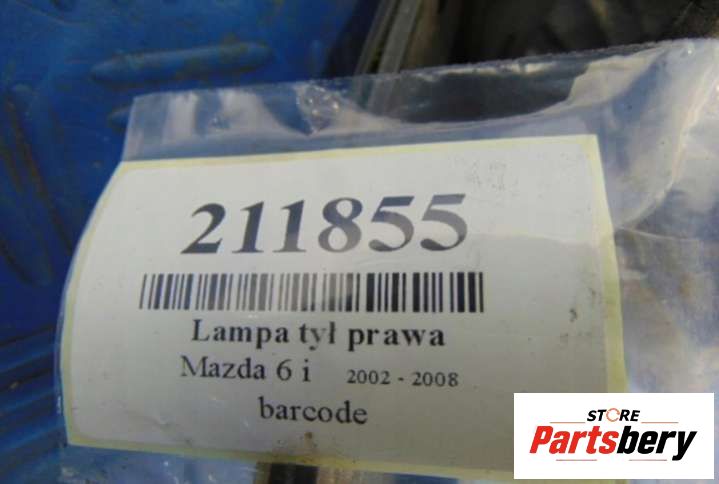 211855
Lampa tył prawa
Mazda 6 i 2002 - 2008
barcode
STORE
Partsbery